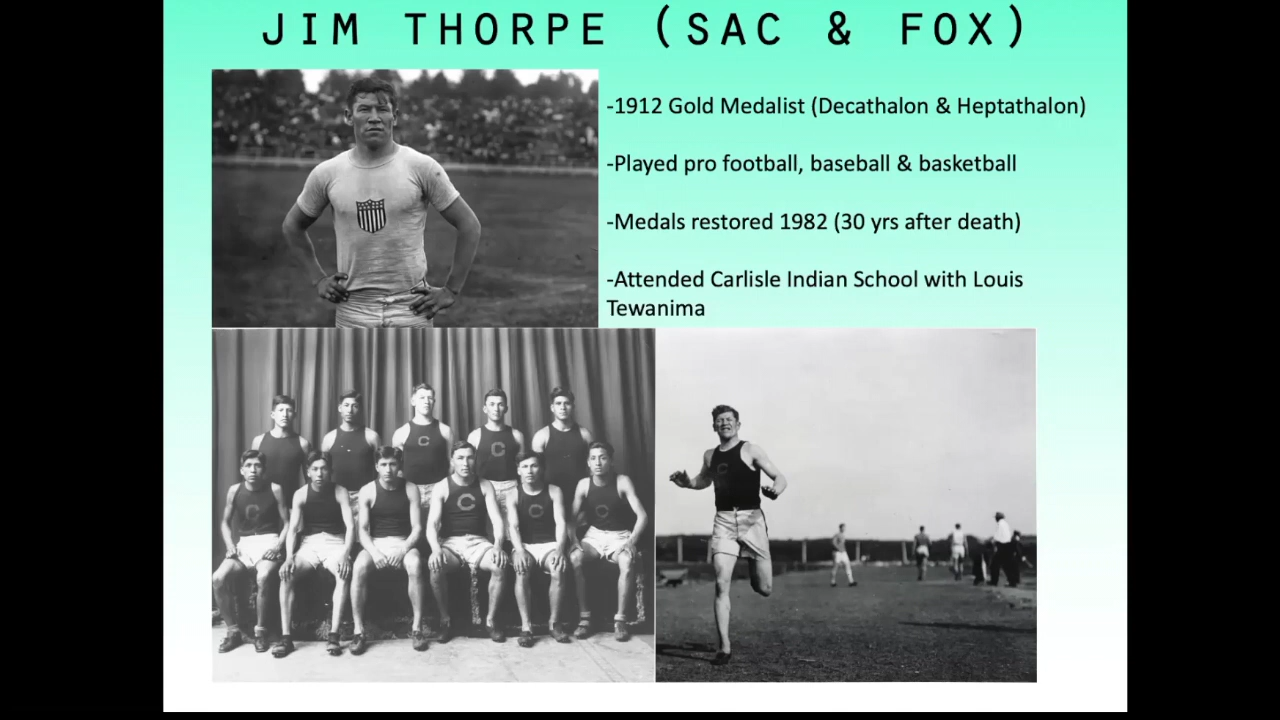 JIM THORPE (SAC & FOX)
-1912 Gold Medalist (Decathalon & Heptathalon)
-Played pro football, baseball & basketball
-Medals restored 1982 (30 yrs after death)
-Attended Carlisle Indian School with Louis
Tewanima
C
C
C
C
C
C
C